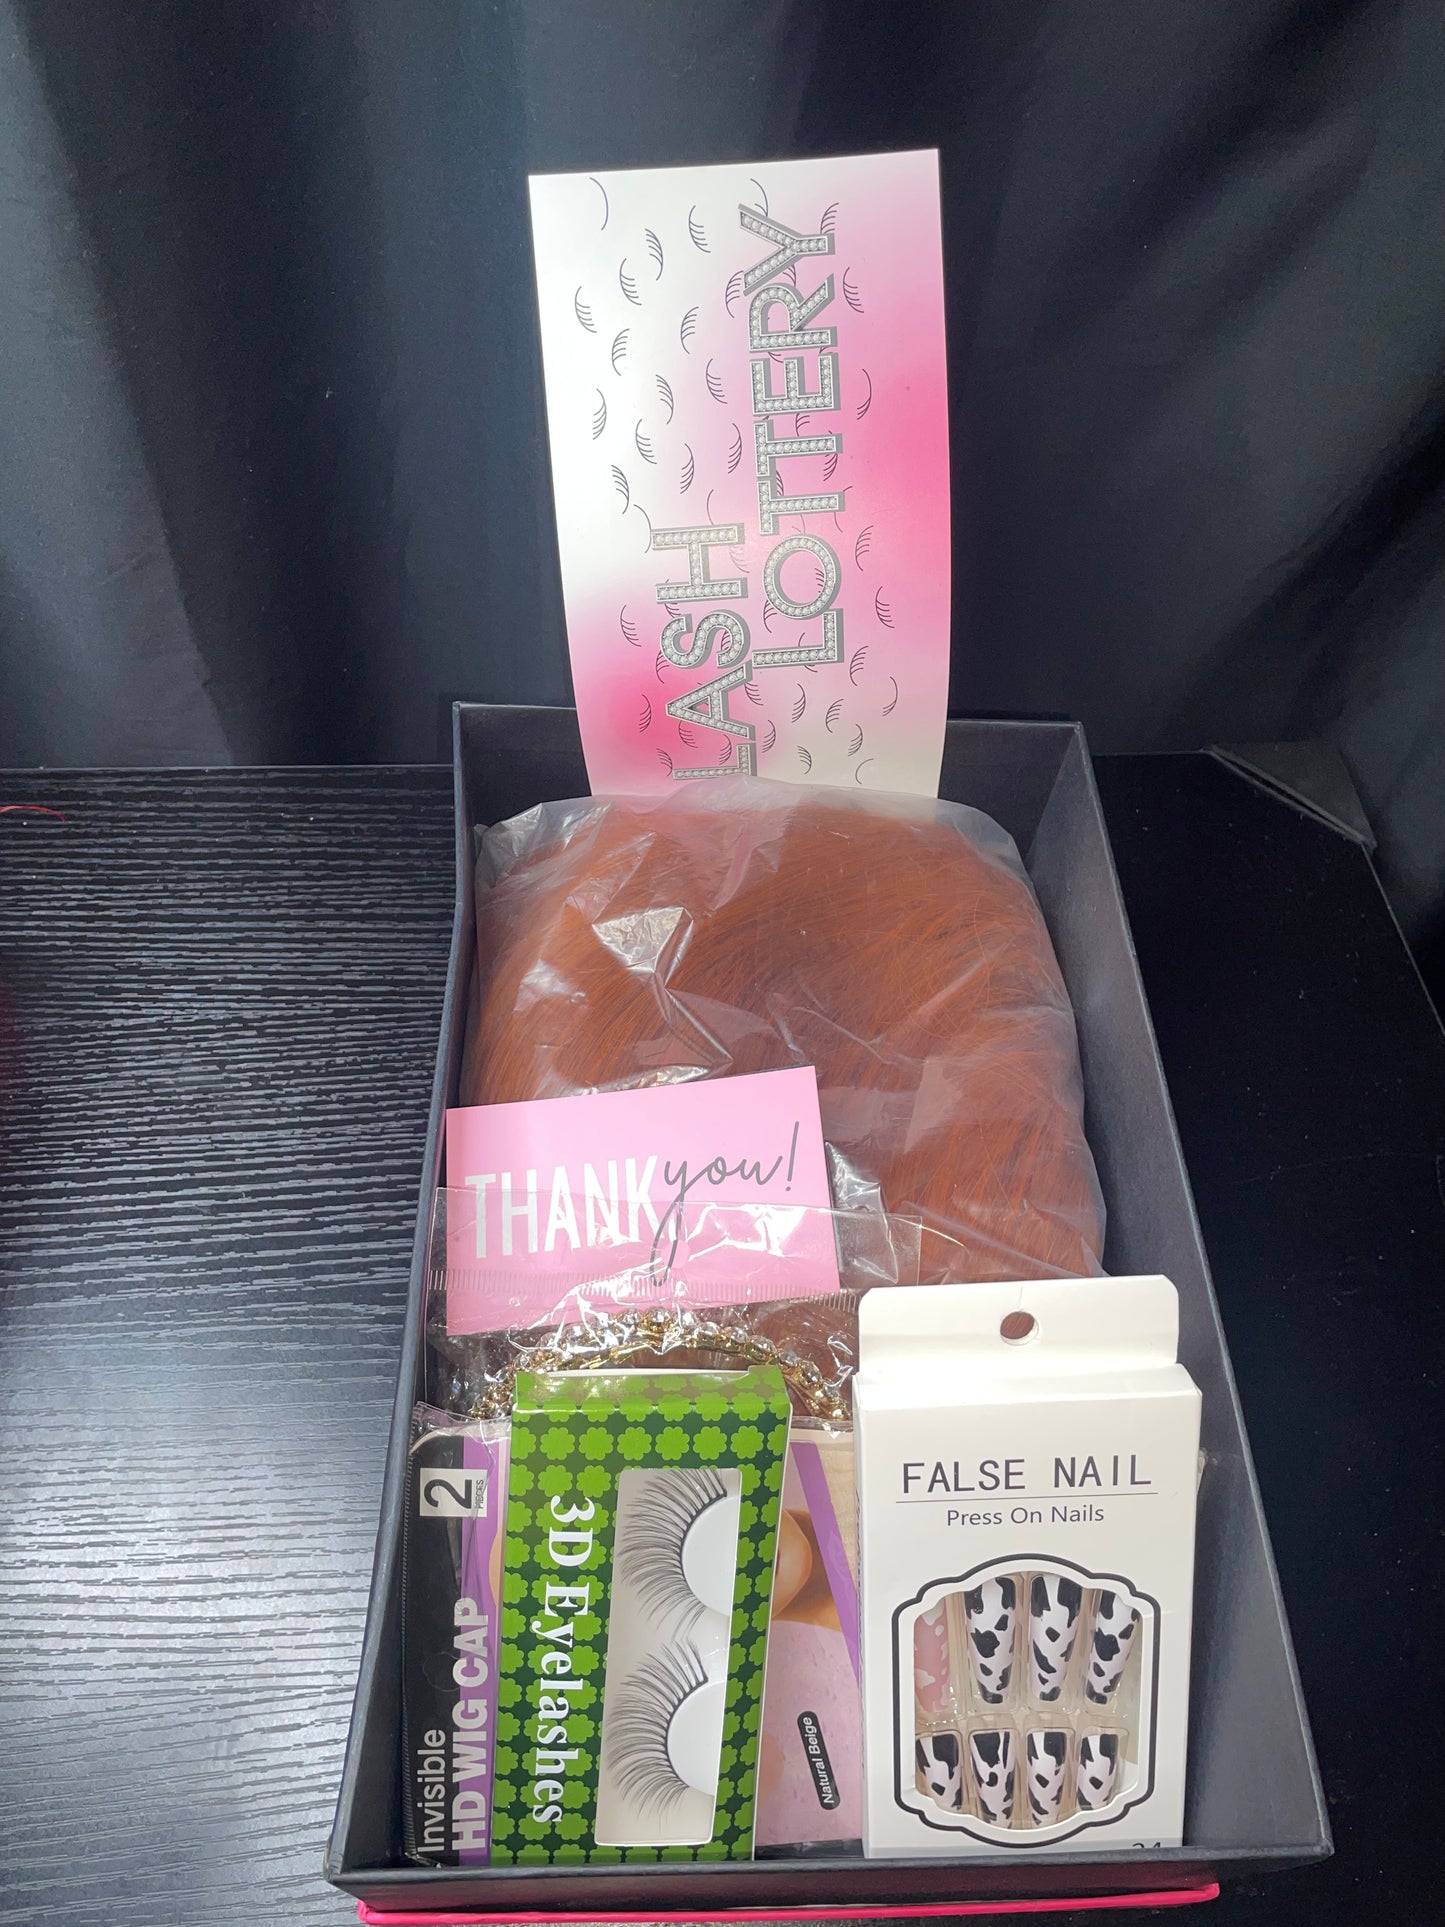 LASH
LOTTERY
THANK you!
2
PIECES
Invisible
HD WIG CAP
3D Eyelashes
Natural Beige
FALSE NAIL
Press On Nails